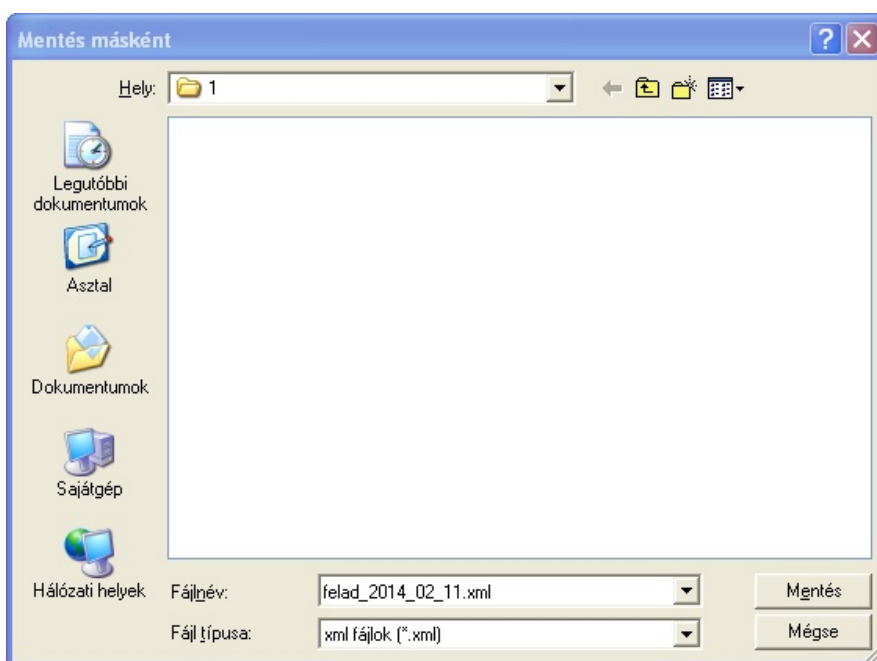 Mentés másként
Hely: 1
Legutóbbi
dokumentumok
Asztal
Dokumentumok
Sajátgép
Hálózati helyek
Fájlnév: felad_2014_02_11.xml Mentés
Fájl típusa: xml fájlok (*.xml) Mégse